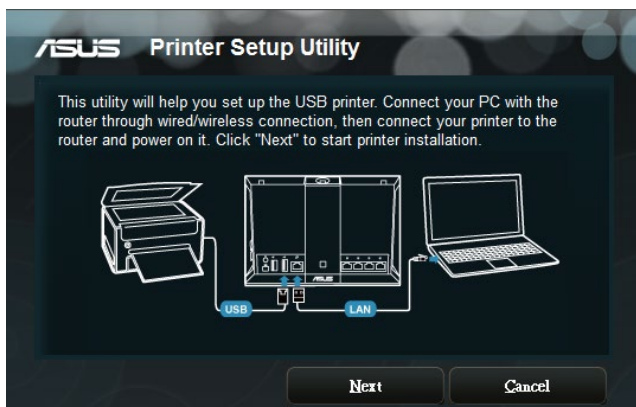 ASUS Printer Setup Utility
This utility will help you set up the USB printer. Connect your PC with the
router through wired/wireless connection, then connect your printer to the
router and power on it. Click "Next" to start printer installation.
ASUS
USB
LAN
Next
Cancel